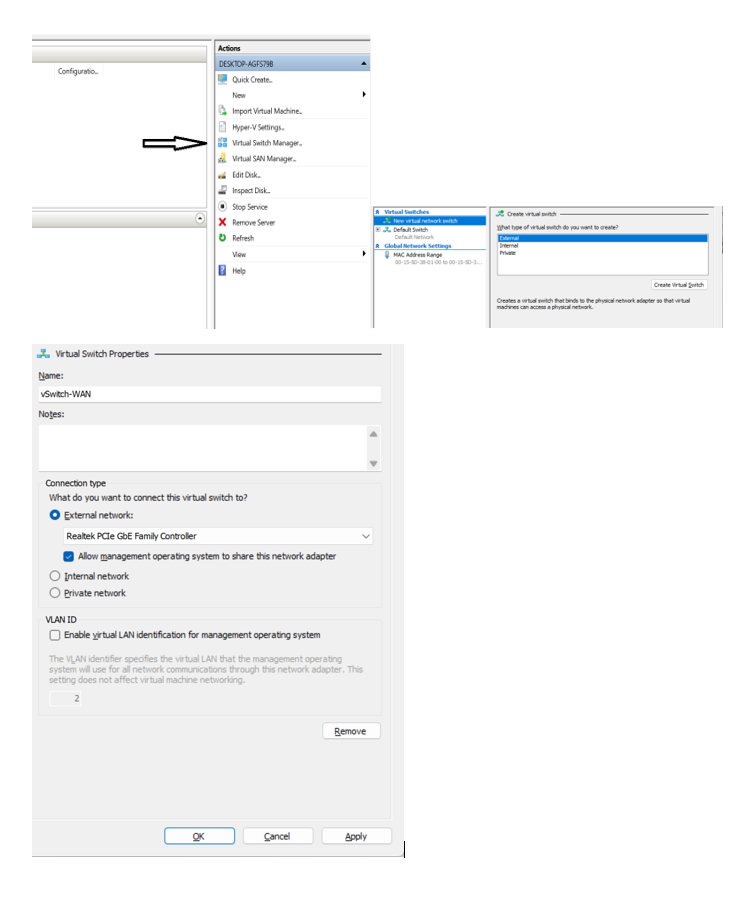 Actions
Configuratio...
DESKTOP-AGFS79B
Quick Create...
New
Import Virtual Machine...
Hyper-V Settings...
Virtual Switch Manager...
Virtual SAN Manager...
Edit Disk...
Inspect Disk...
Stop Service
Remove Server
Refresh
View
Help
Virtual Switches
New virtual network switch
Default Switch
Default Network
Global Network Settings
MAC Address Range
00-15-5D-38-01-00 to 00-15-5D-3...
Create virtual switch
What type of virtual switch do you want to create?
External
Internal
Private
Create Virtual Switch
Creates a virtual switch that binds to the physical network adapter so that virtual
machines can access a physical network.
Virtual Switch Properties
Name:
vSwitch-WAN
Notes:
Connection type
What do you want to connect this virtual switch to?
External network:
Realtek PCIe GbE Family Controller
Allow management operating system to share this network adapter
Internal network
Private network
VLAN ID
Enable virtual LAN identification for management operating system
The VLAN identifier specifies the virtual LAN that the management operating
system will use for all network communications through this network adapter. This
setting does not affect virtual machine networking.
2
Remove
OK
Cancel
Apply